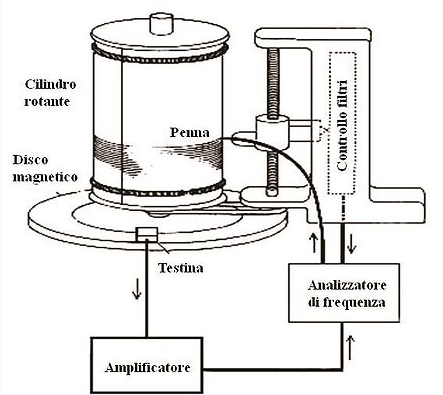 Cilindro
rotante
Penna
Controllo filtri
Disco
magnetico
Testina
Analizzatore
di frequenza
Amplificatore